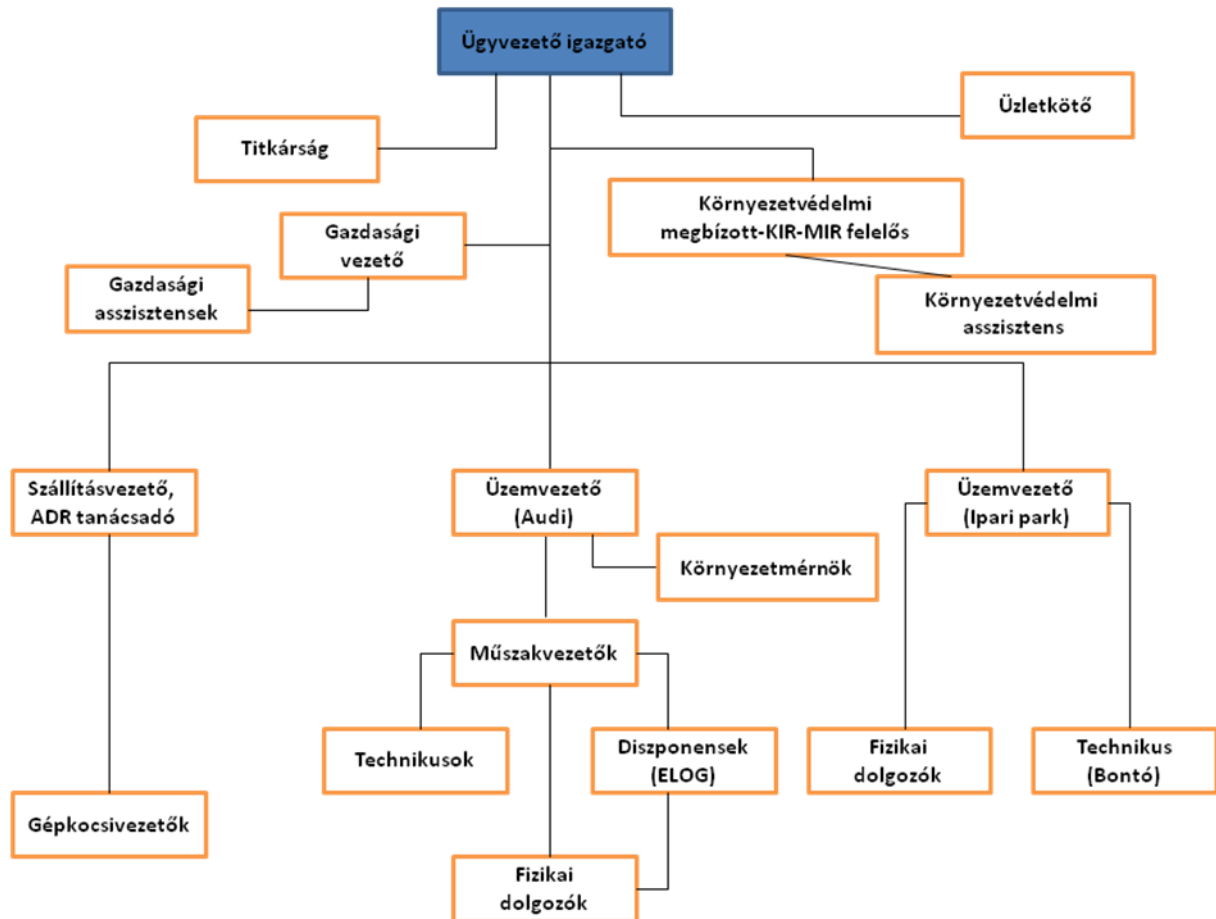 Ügyvezető igazgató
Üzletkötő
Titkárság
Környezetvédelmi
megbízott-KIR-MIR felelős
Gazdasági
vezető
Gazdasági
asszisztensek
Környezetvédelmi
asszisztens
Szállításvezető,
ADR tanácsadó
Üzemvezető
(Audi)
Üzemvezető
(Ipari park)
Környezetmérnök
Műszakvezetők
Technikusok
Diszponensek
(ELOG)
Fizikai
dolgozók
Technikus
(Bontó)
Gépkocsivezetők
Fizikai
dolgozók